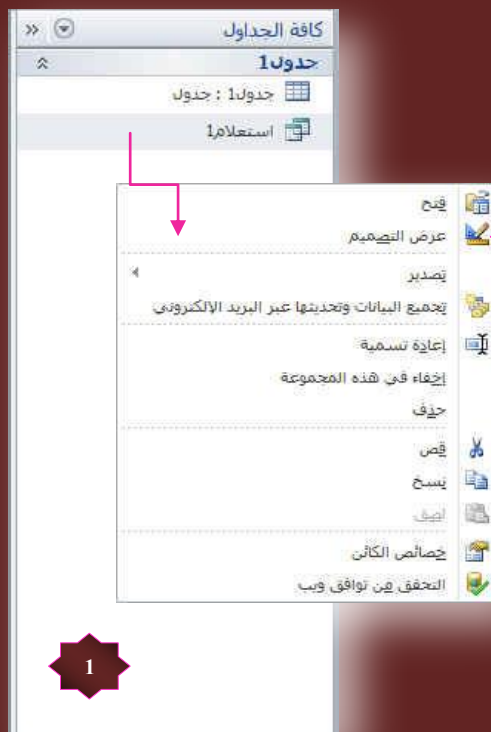 كافة الجداول
جدول1
جدول1 : جدول
استعلام1
فتح
عرض التصميم
تصدير
تجميع البيانات وتحديثها عبر البريد الإلكتروني
إعادة تسمية
إخفاء في هذه المجموعة
حذف
قص
نسخ
لصق
خصائص الكائن
التحقق من توافق ويب
1